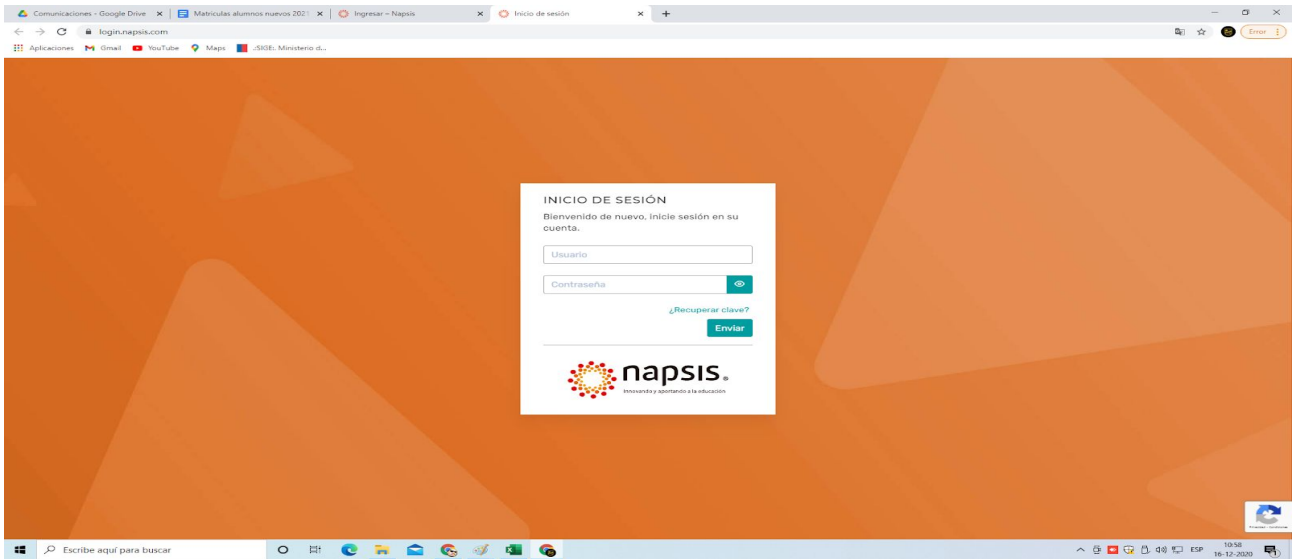 Comunicaciones - Google Drive
Matriculas alumnos nuevos 2021
Ingresar – Napsis
Inicio de sesión
login.napsis.com
Error
Aplicaciones
Gmail
YouTube
Maps
.:SIGE:. Ministerio d...
INICIO DE SESIÓN
Bienvenido de nuevo, inicie sesión en su
cuenta.
Usuario
Contraseña
¿Recuperar clave?
Enviar
napsis®
Innovando y aportando a la educación
Escribe aquí para buscar
ESP
10:58
16-12-2020